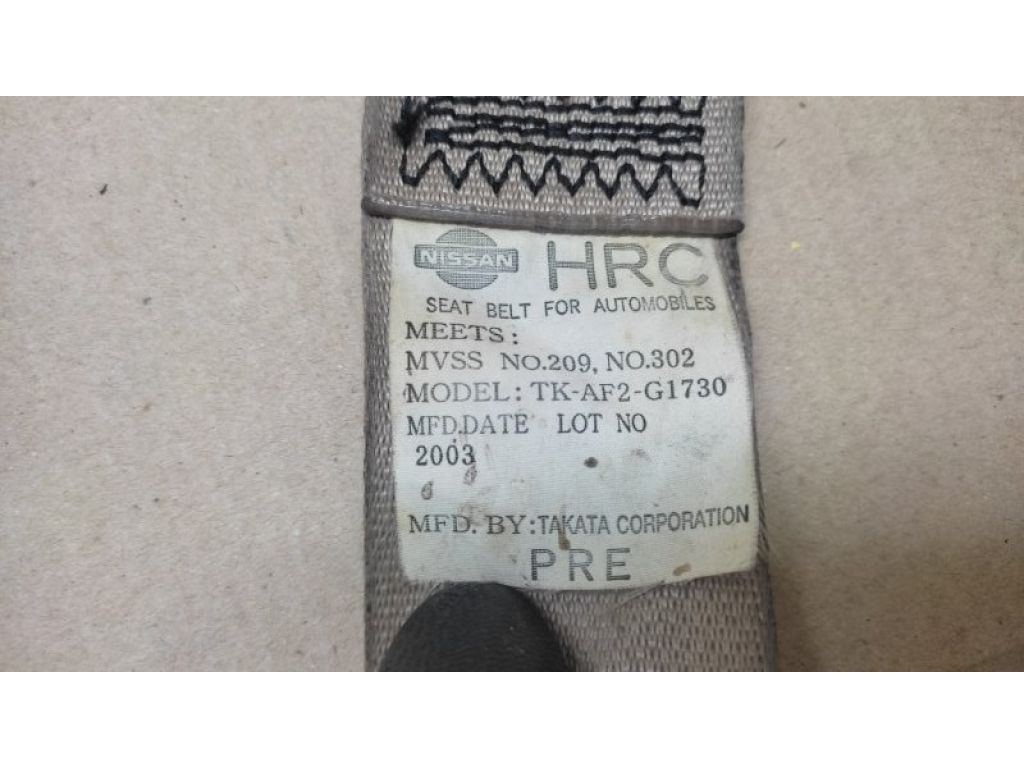 NISSAN HRC
SEAT BELT FOR AUTOMOBILES
MEETS:
MVSS NO.209, NO.302
MODEL: TK-AF2-G1730
MFD.DATE LOT NO
2003
MFD. BY: TAKATA CORPORATION
PRE